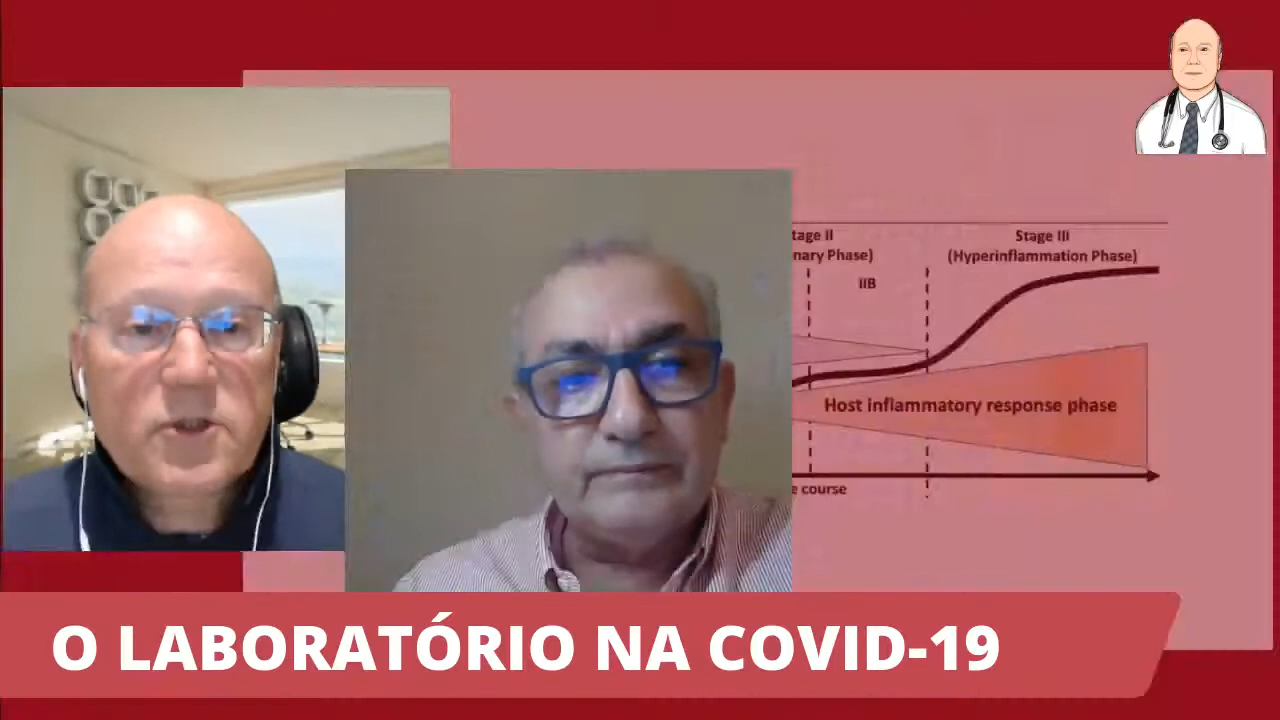 Stage III
(Hyperinflammation Phase)
IIB
Host inflammatory response phase
course
O LABORATÓRIO NA COVID-19